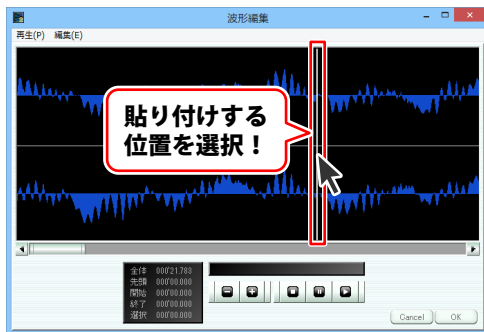 波形編集
再生(P) 編集(E)
貼り付けする
位置を選択！
全体 000'21.783
先頭 000'00.000
開始 000'00.000
終了 000'00.000
選択 000'00.000
Cancel OK